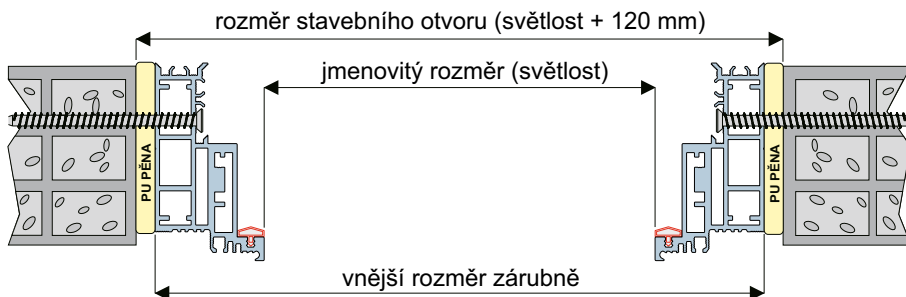 rozměr stavebního otvoru (světlost + 120 mm)
jmenovitý rozměr (světlost)
PU PĚNA
PU PĚNA
vnější rozměr zárubně